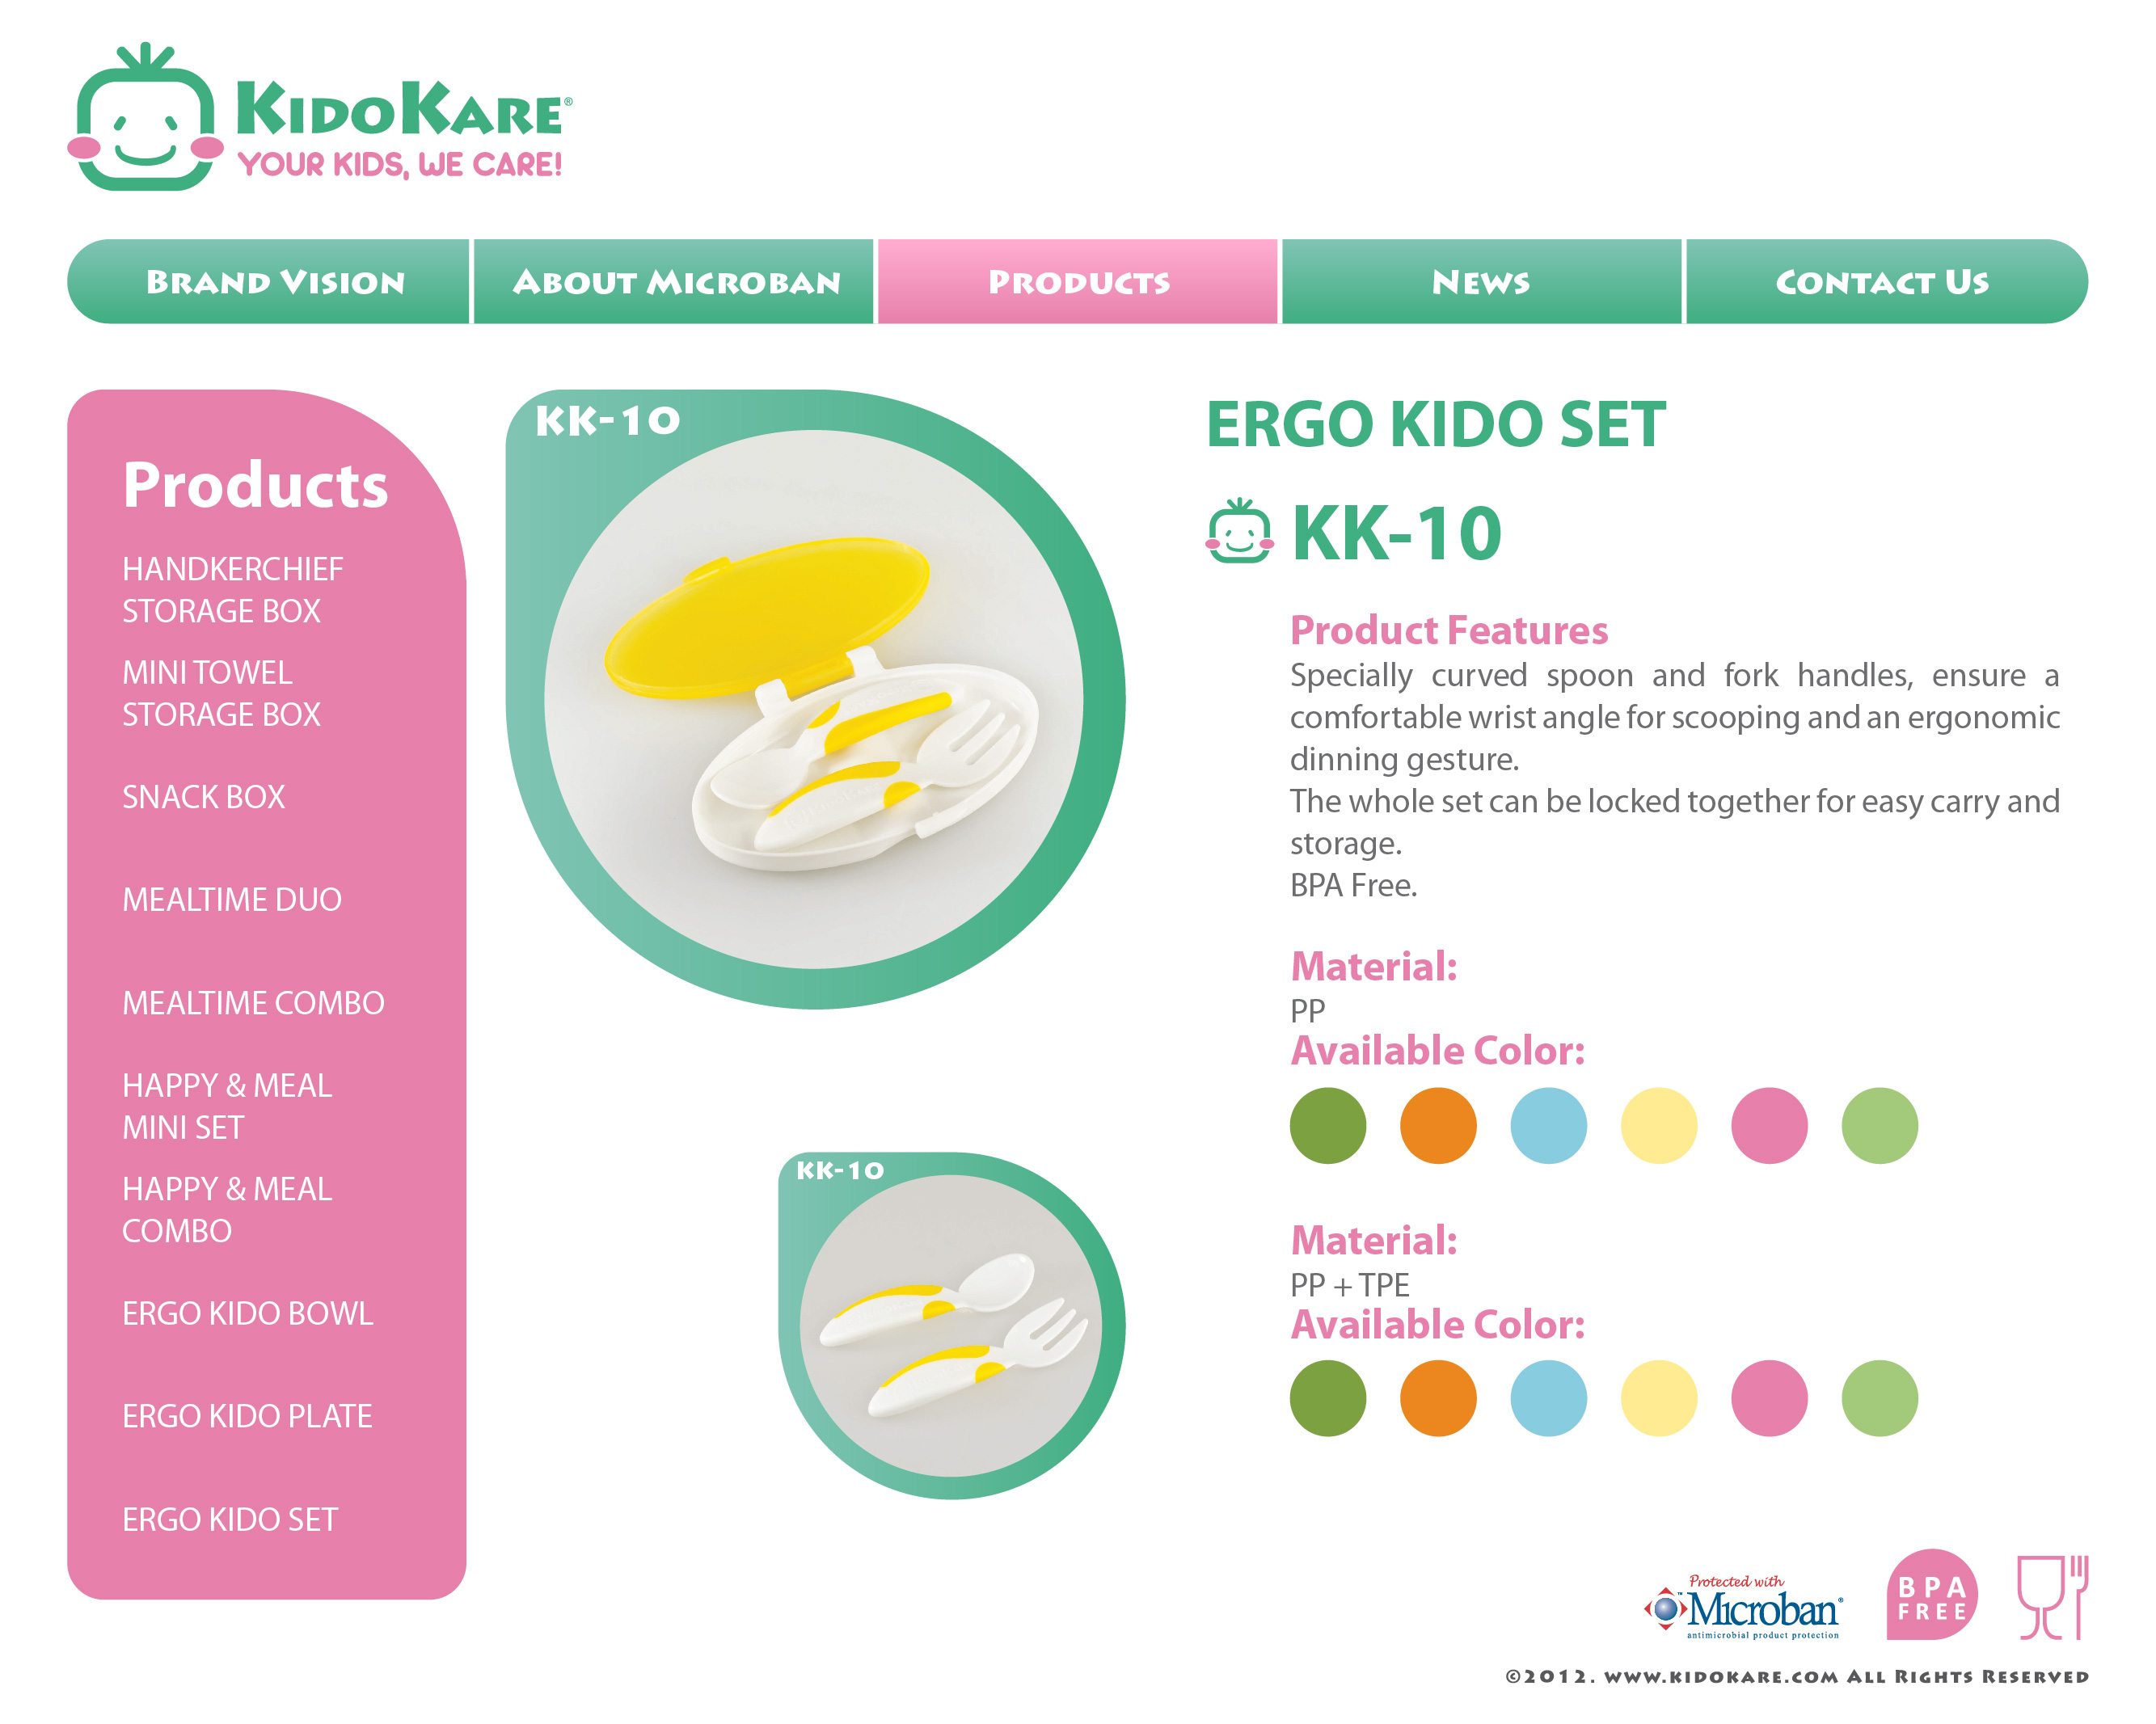 KIDOKARE®
YOUR KIDS, WE CARE!
BRAND VISION
ABOUT MICROBAN
PRODUCTS
NEWS
CONTACT US
Products
HANDKERCHIEF
STORAGE BOX
MINI TOWEL
STORAGE BOX
SNACK BOX
MEALTIME DUO
MEALTIME COMBO
HAPPY & MEAL
MINI SET
HAPPY & MEAL
COMBO
ERGO KIDO BOWL
ERGO KIDO PLATE
ERGO KIDO SET
KK-10
KK-10
ERGO KIDO SET
KK-10
Product Features
Specially curved spoon and fork handles, ensure a
comfortable wrist angle for scooping and an ergonomic
dinning gesture.
The whole set can be locked together for easy carry and
storage.
BPA Free.
Material:
PP
Available Color:
Material:
PP + TPE
Available Color:
Protected with
™Microban®
antimicrobial product protection
BPA
FREE
©2012. WWW.KIDOKARE.COM ALL RIGHTS RESERVED